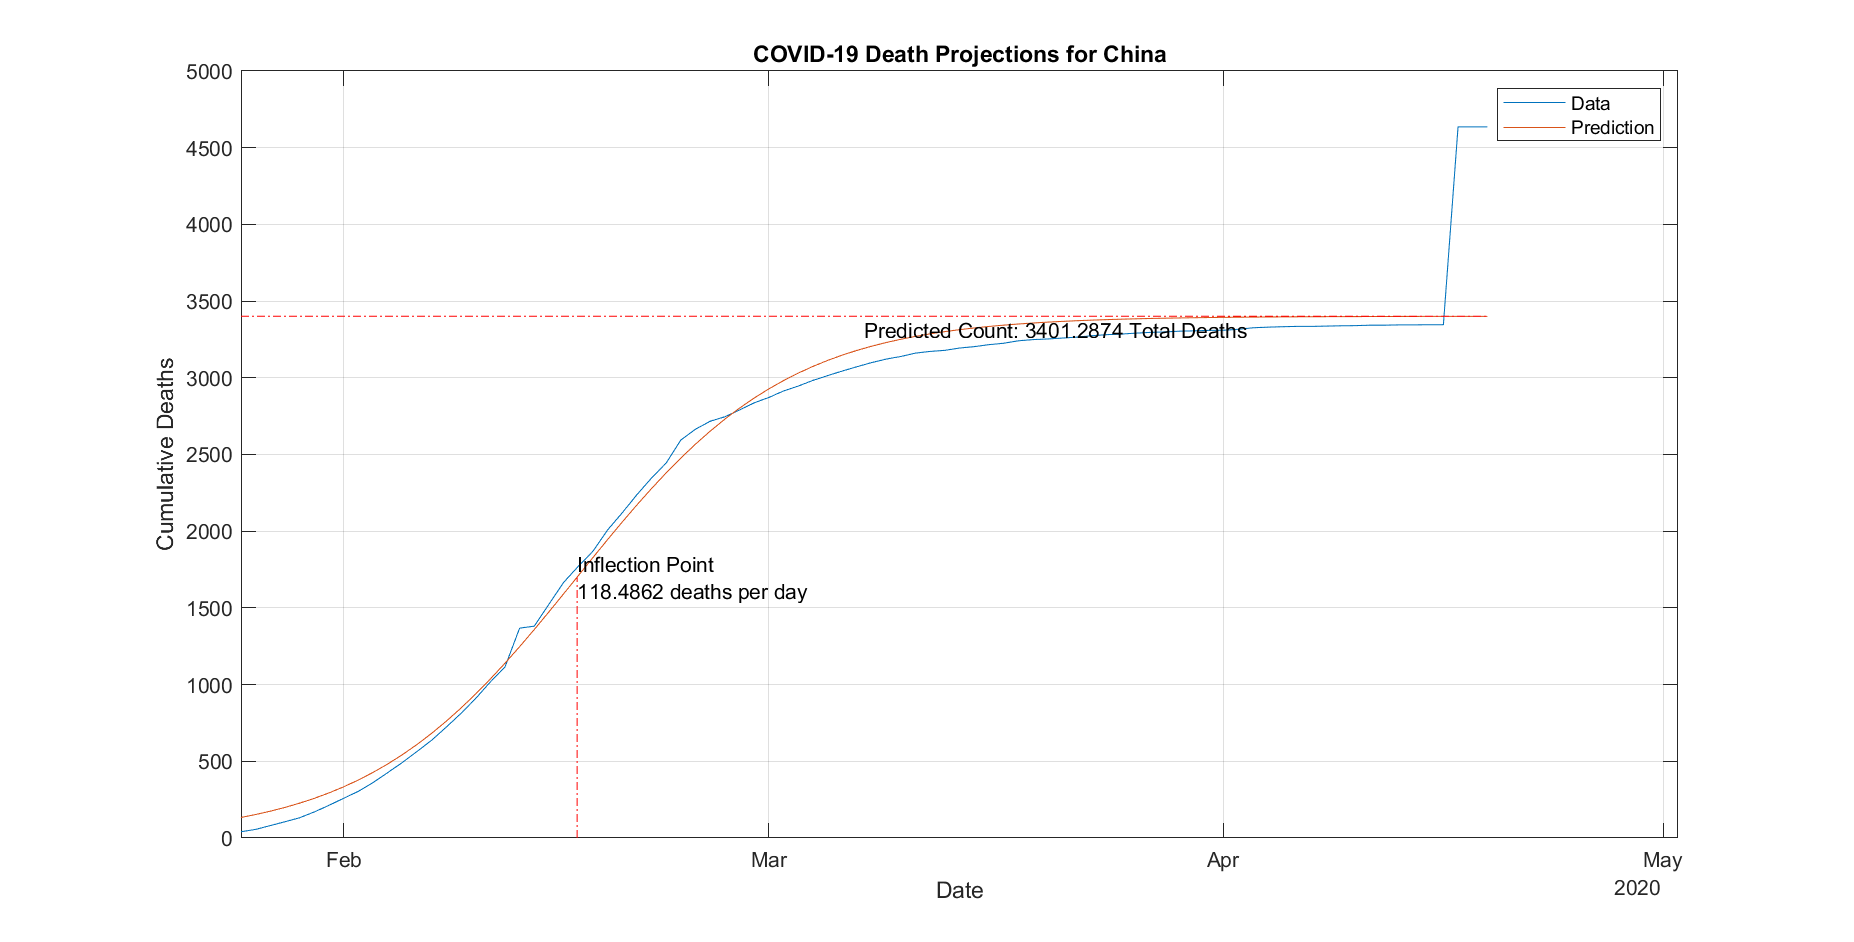 COVID-19 Death Projections for China
5000
4500
4000
3500
3000
2500
2000
1500
1000
500
0
Cumulative Deaths
Data
Prediction
Predicted Count: 3401.2874 Total Deaths
Inflection Point
118.4862 deaths per day
Feb Mar Apr May
2020
Date